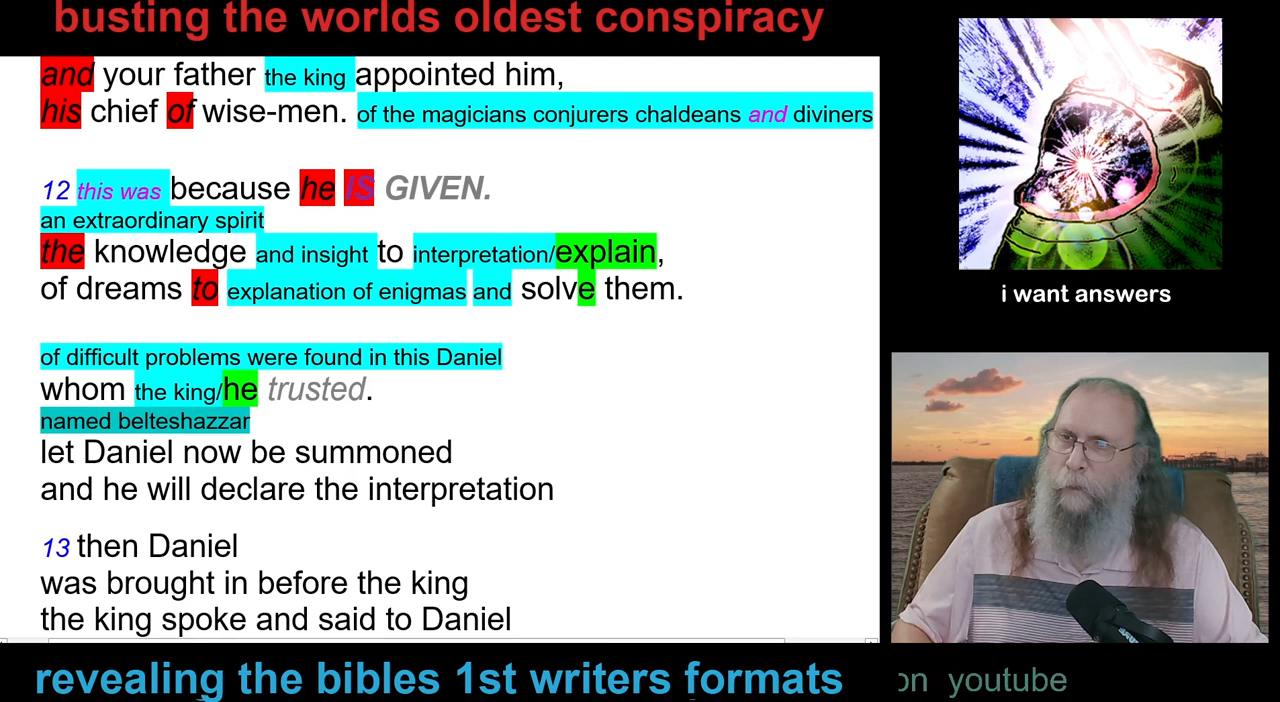 busting the worlds oldest conspiracy
and your father the king appointed him,
his chief of wise-men. of the magicians conjurers chaldeans and diviners
12 this was because he IS GIVEN.
an extraordinary spirit
the knowledge and insight to interpretation/explain,
of dreams to explanation of enigmas and solve them.
of difficult problems were found in this Daniel
whom the king/he trusted.
named belteshazzar
let Daniel now be summoned
and he will declare the interpretation
13 then Daniel
was brought in before the king
the king spoke and said to Daniel
i want answers
revealing the bibles 1st writers formats
on youtube